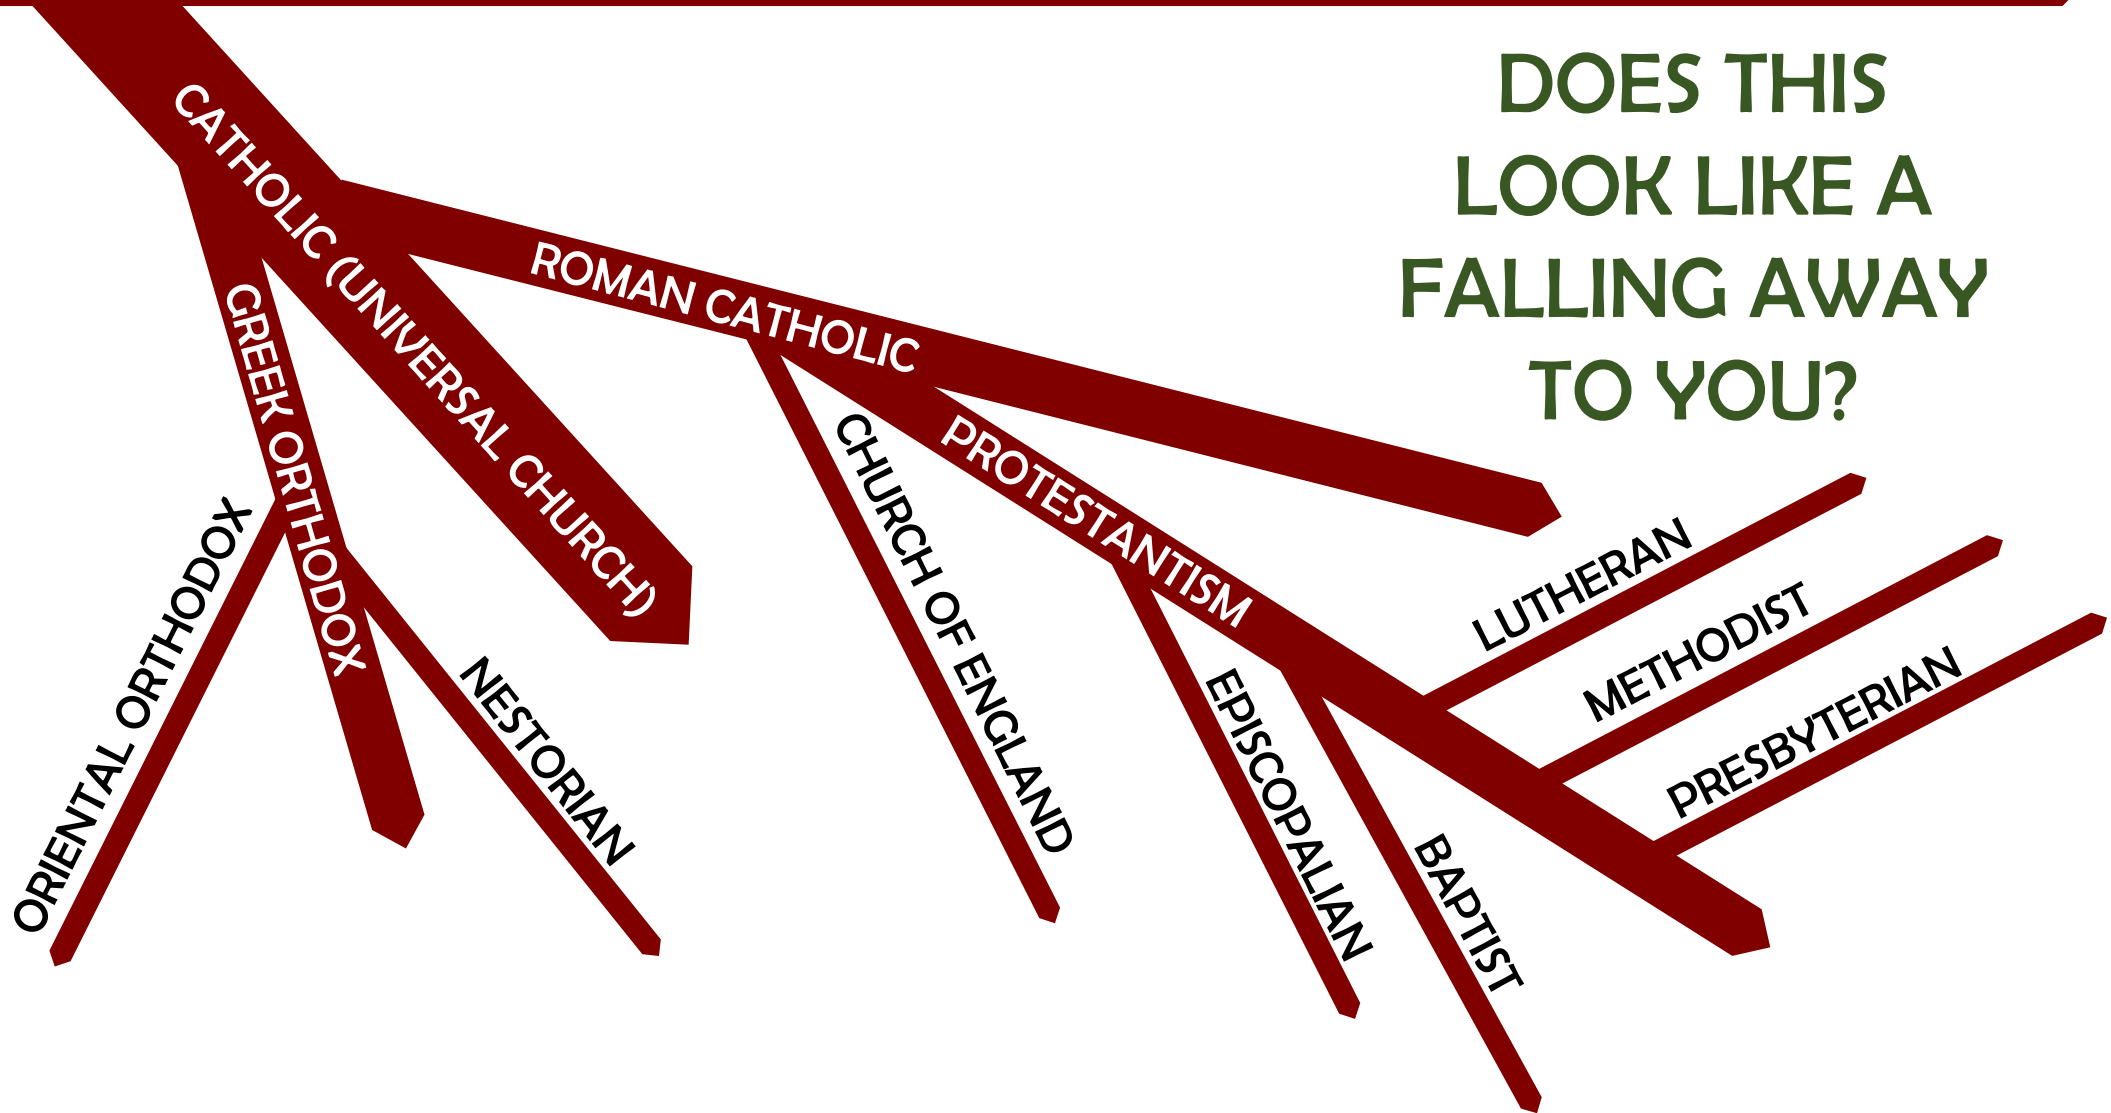 DOES THIS
LOOK LIKE A
FALLING AWAY
TO YOU?
CATHOLIC (UNIVERSAL CHURCH)
ROMAN CATHOLIC
GREEK ORTHODOX
ORIENTAL ORTHODOX
NESTORIAN
CHURCH OF ENGLAND
PROTESTANTISM
EPISCOPALIAN
BAPTIST
LUTHERAN
METHODIST
PRESBYTERIAN